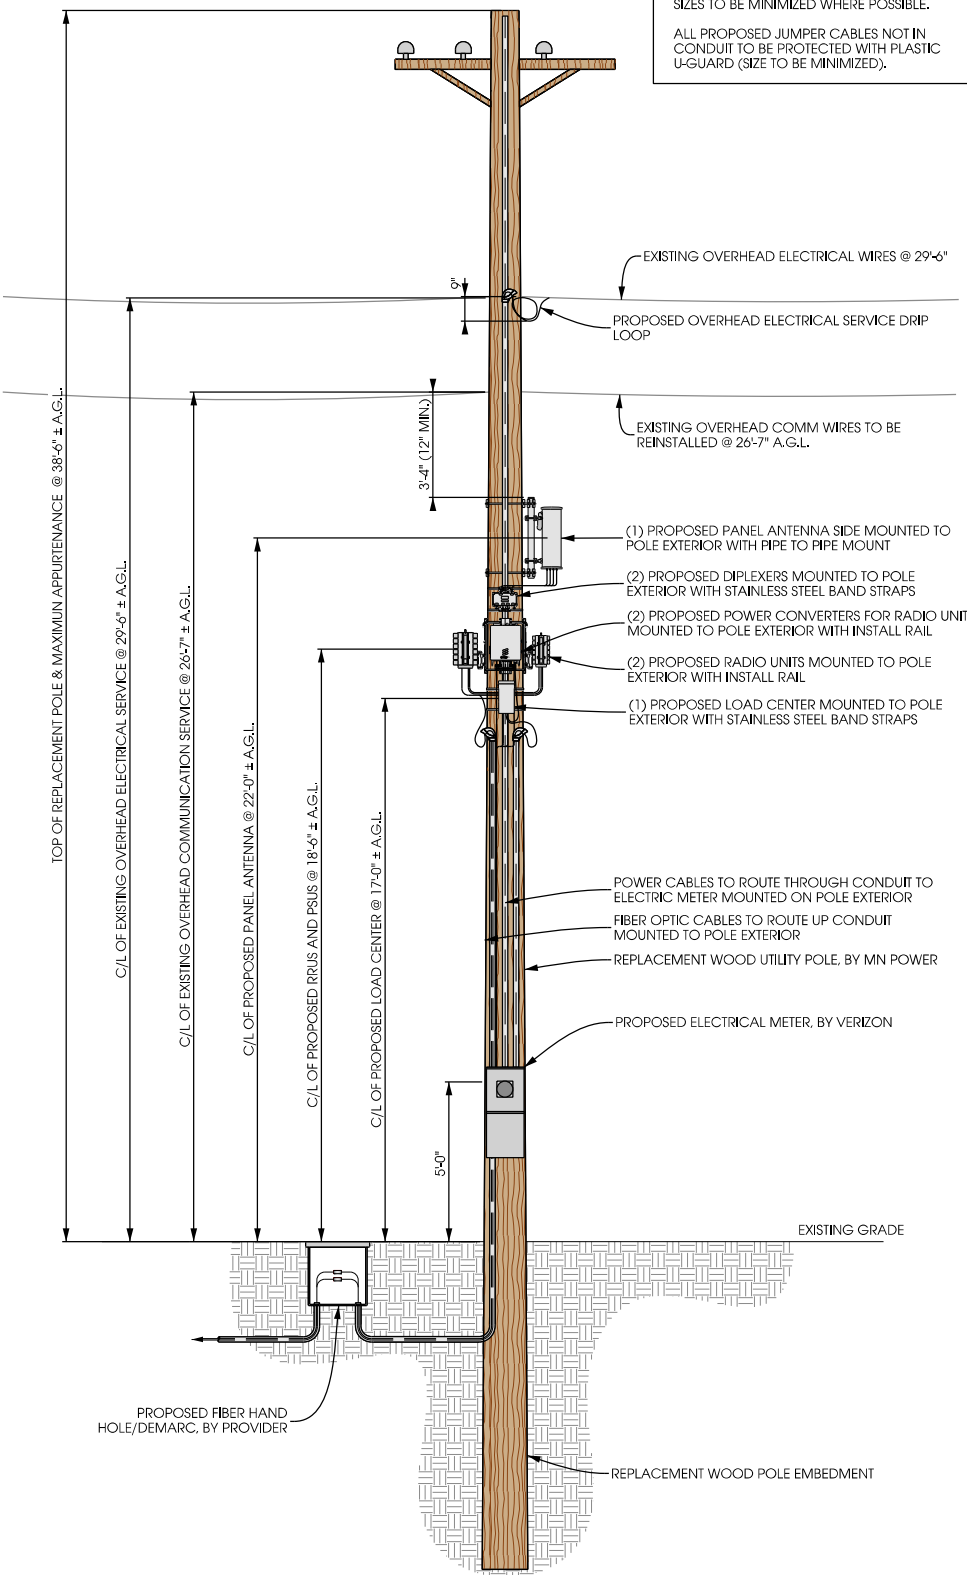 SIZES TO BE MINIMIZED WHERE POSSIBLE.
ALL PROPOSED JUMPER CABLES NOT IN
CONDUIT TO BE PROTECTED WITH PLASTIC
U-GUARD (SIZE TO BE MINIMIZED).
EXISTING OVERHEAD ELECTRICAL WIRES @ 29'-6"
9"
PROPOSED OVERHEAD ELECTRICAL SERVICE DRIP
LOOP
EXISTING OVERHEAD COMM WIRES TO BE
REINSTALLED @ 26'-7" A.G.L.
3'-4" (12" MIN.)
(1) PROPOSED PANEL ANTENNA SIDE MOUNTED TO
POLE EXTERIOR WITH PIPE TO PIPE MOUNT
(2) PROPOSED DIPLEXERS MOUNTED TO POLE
EXTERIOR WITH STAINLESS STEEL BAND STRAPS
(2) PROPOSED POWER CONVERTERS FOR RADIO UNIT
MOUNTED TO POLE EXTERIOR WITH INSTALL RAIL
(2) PROPOSED RADIO UNITS MOUNTED TO POLE
EXTERIOR WITH INSTALL RAIL
(1) PROPOSED LOAD CENTER MOUNTED TO POLE
EXTERIOR WITH STAINLESS STEEL BAND STRAPS
TOP OF REPLACEMENT POLE & MAXIMUN APPURTENANCE @ 38'-6" ± A.G.L.
C/L OF EXISTING OVERHEAD ELECTRICAL SERVICE @ 29'-6" ± A.G.L.
C/L OF EXISTING OVERHEAD COMMUNICATION SERVICE @ 26'-7" ± A.G.L.
C/L OF PROPOSED PANEL ANTENNA @ 22'-0" ± A.G.L.
C/L OF PROPOSED RRUS AND PSUS @ 18'-6" ± A.G.L.
C/L OF PROPOSED LOAD CENTER @ 17'-0" ± A.G.L.
POWER CABLES TO ROUTE THROUGH CONDUIT TO
ELECTRIC METER MOUNTED ON POLE EXTERIOR
FIBER OPTIC CABLES TO ROUTE UP CONDUIT
MOUNTED TO POLE EXTERIOR
REPLACEMENT WOOD UTILITY POLE, BY MN POWER
PROPOSED ELECTRICAL METER, BY VERIZON
5'-0"
EXISTING GRADE
PROPOSED FIBER HAND
HOLE/DEMARC, BY PROVIDER
REPLACEMENT WOOD POLE EMBEDMENT